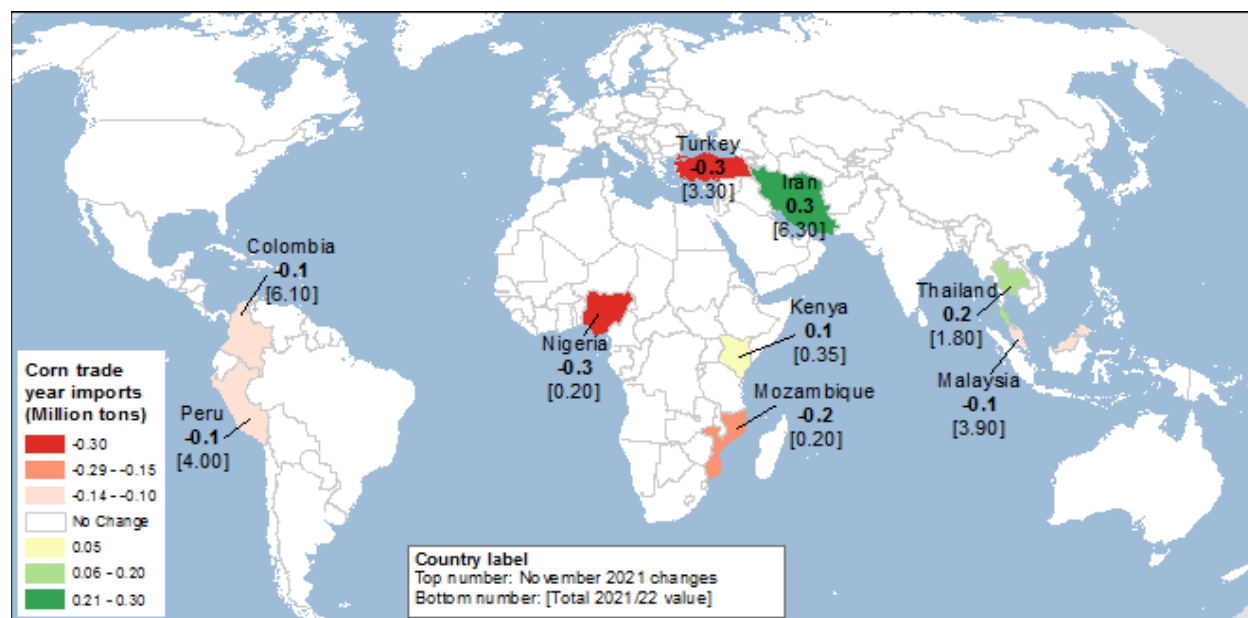 Turkey
-0.3
[3.30]
Iran
0.3
[6.30]
Colombia
-0.1
[6.10]
Thailand
0.2
[1.80]
Kenya
0.1
[0.35]
Nigeria
-0.3
[0.20]
Malaysia
-0.1
[3.90]
Mozambique
-0.2
[0.20]
Peru
-0.1
[4.00]
Corn trade
year imports
(Million tons)
-0.30
-0.29 - -0.15
-0.14 - -0.10
No Change
0.05
0.06 - 0.20
0.21 - 0.30
Country label
Top number: November 2021 changes
Bottom number: [Total 2021/22 value]